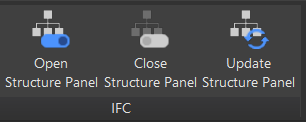 Open Close Update
Structure Panel Structure Panel Structure Panel
IFC